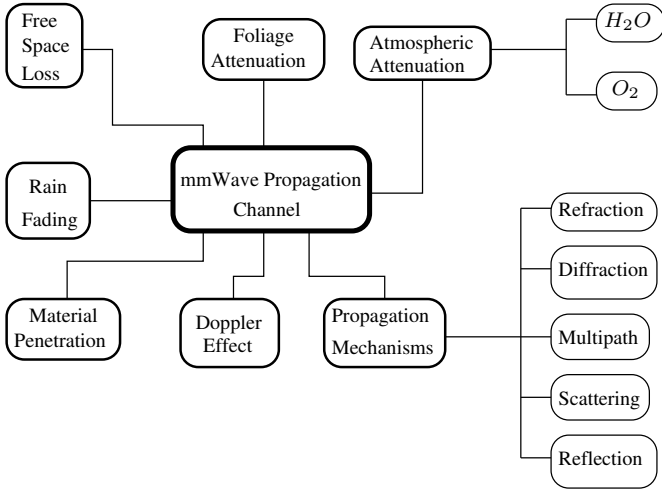 Free
Space
Loss
Foliage
Attenuation
Atmospheric
Attenuation
H₂O
O₂
mmWave Propagation
Channel
Rain
Fading
Material
Penetration
Doppler
Effect
Propagation
Mechanisms
Refraction
Diffraction
Multipath
Scattering
Reflection